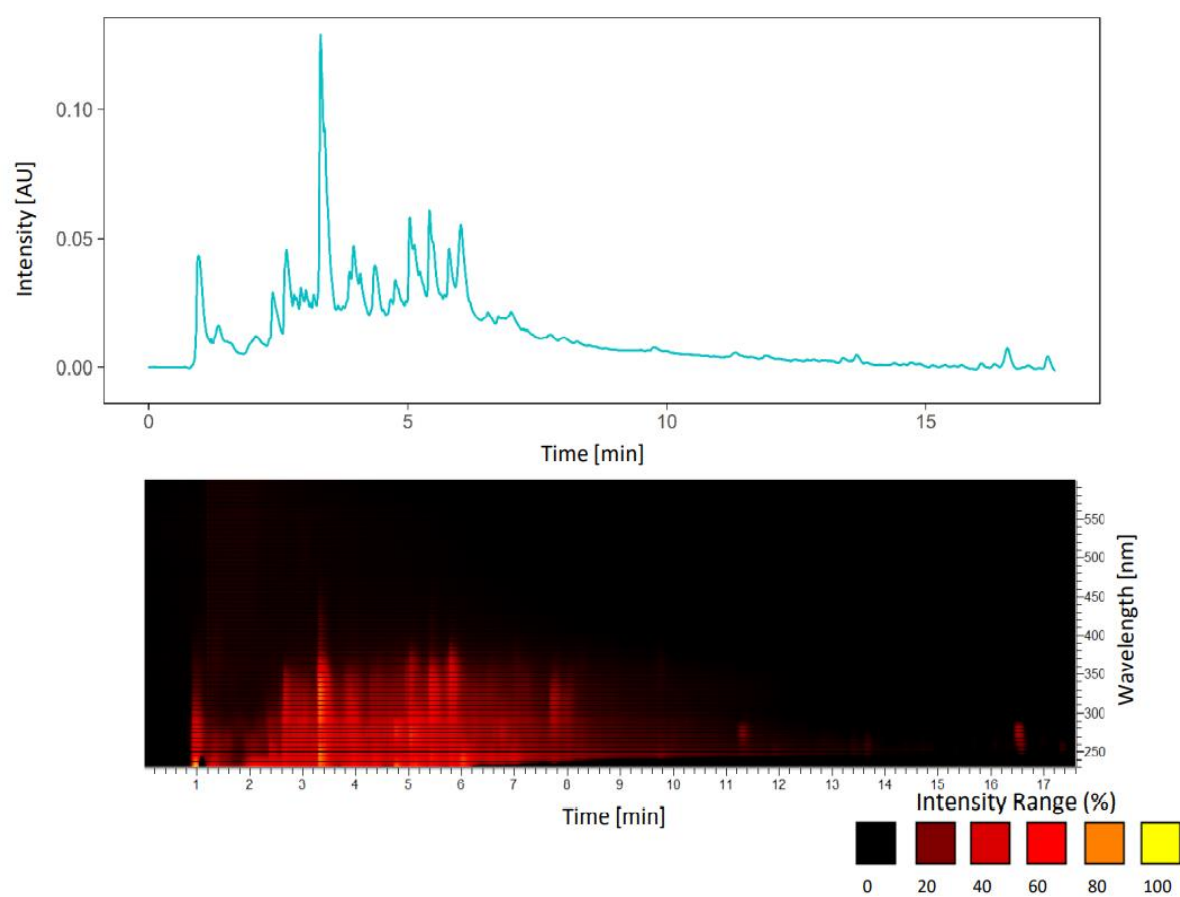 Intensity [AU]
0.10
0.05
0.00
0 5 10 15
Time [min]
550
500
450
400
350
300
250
Wavelength [nm]
1 2 3 4 5 6 7 8 9 10 11 12 13 14 15 16 17
Time [min]
Intensity Range (%)
0 20 40 60 80 100